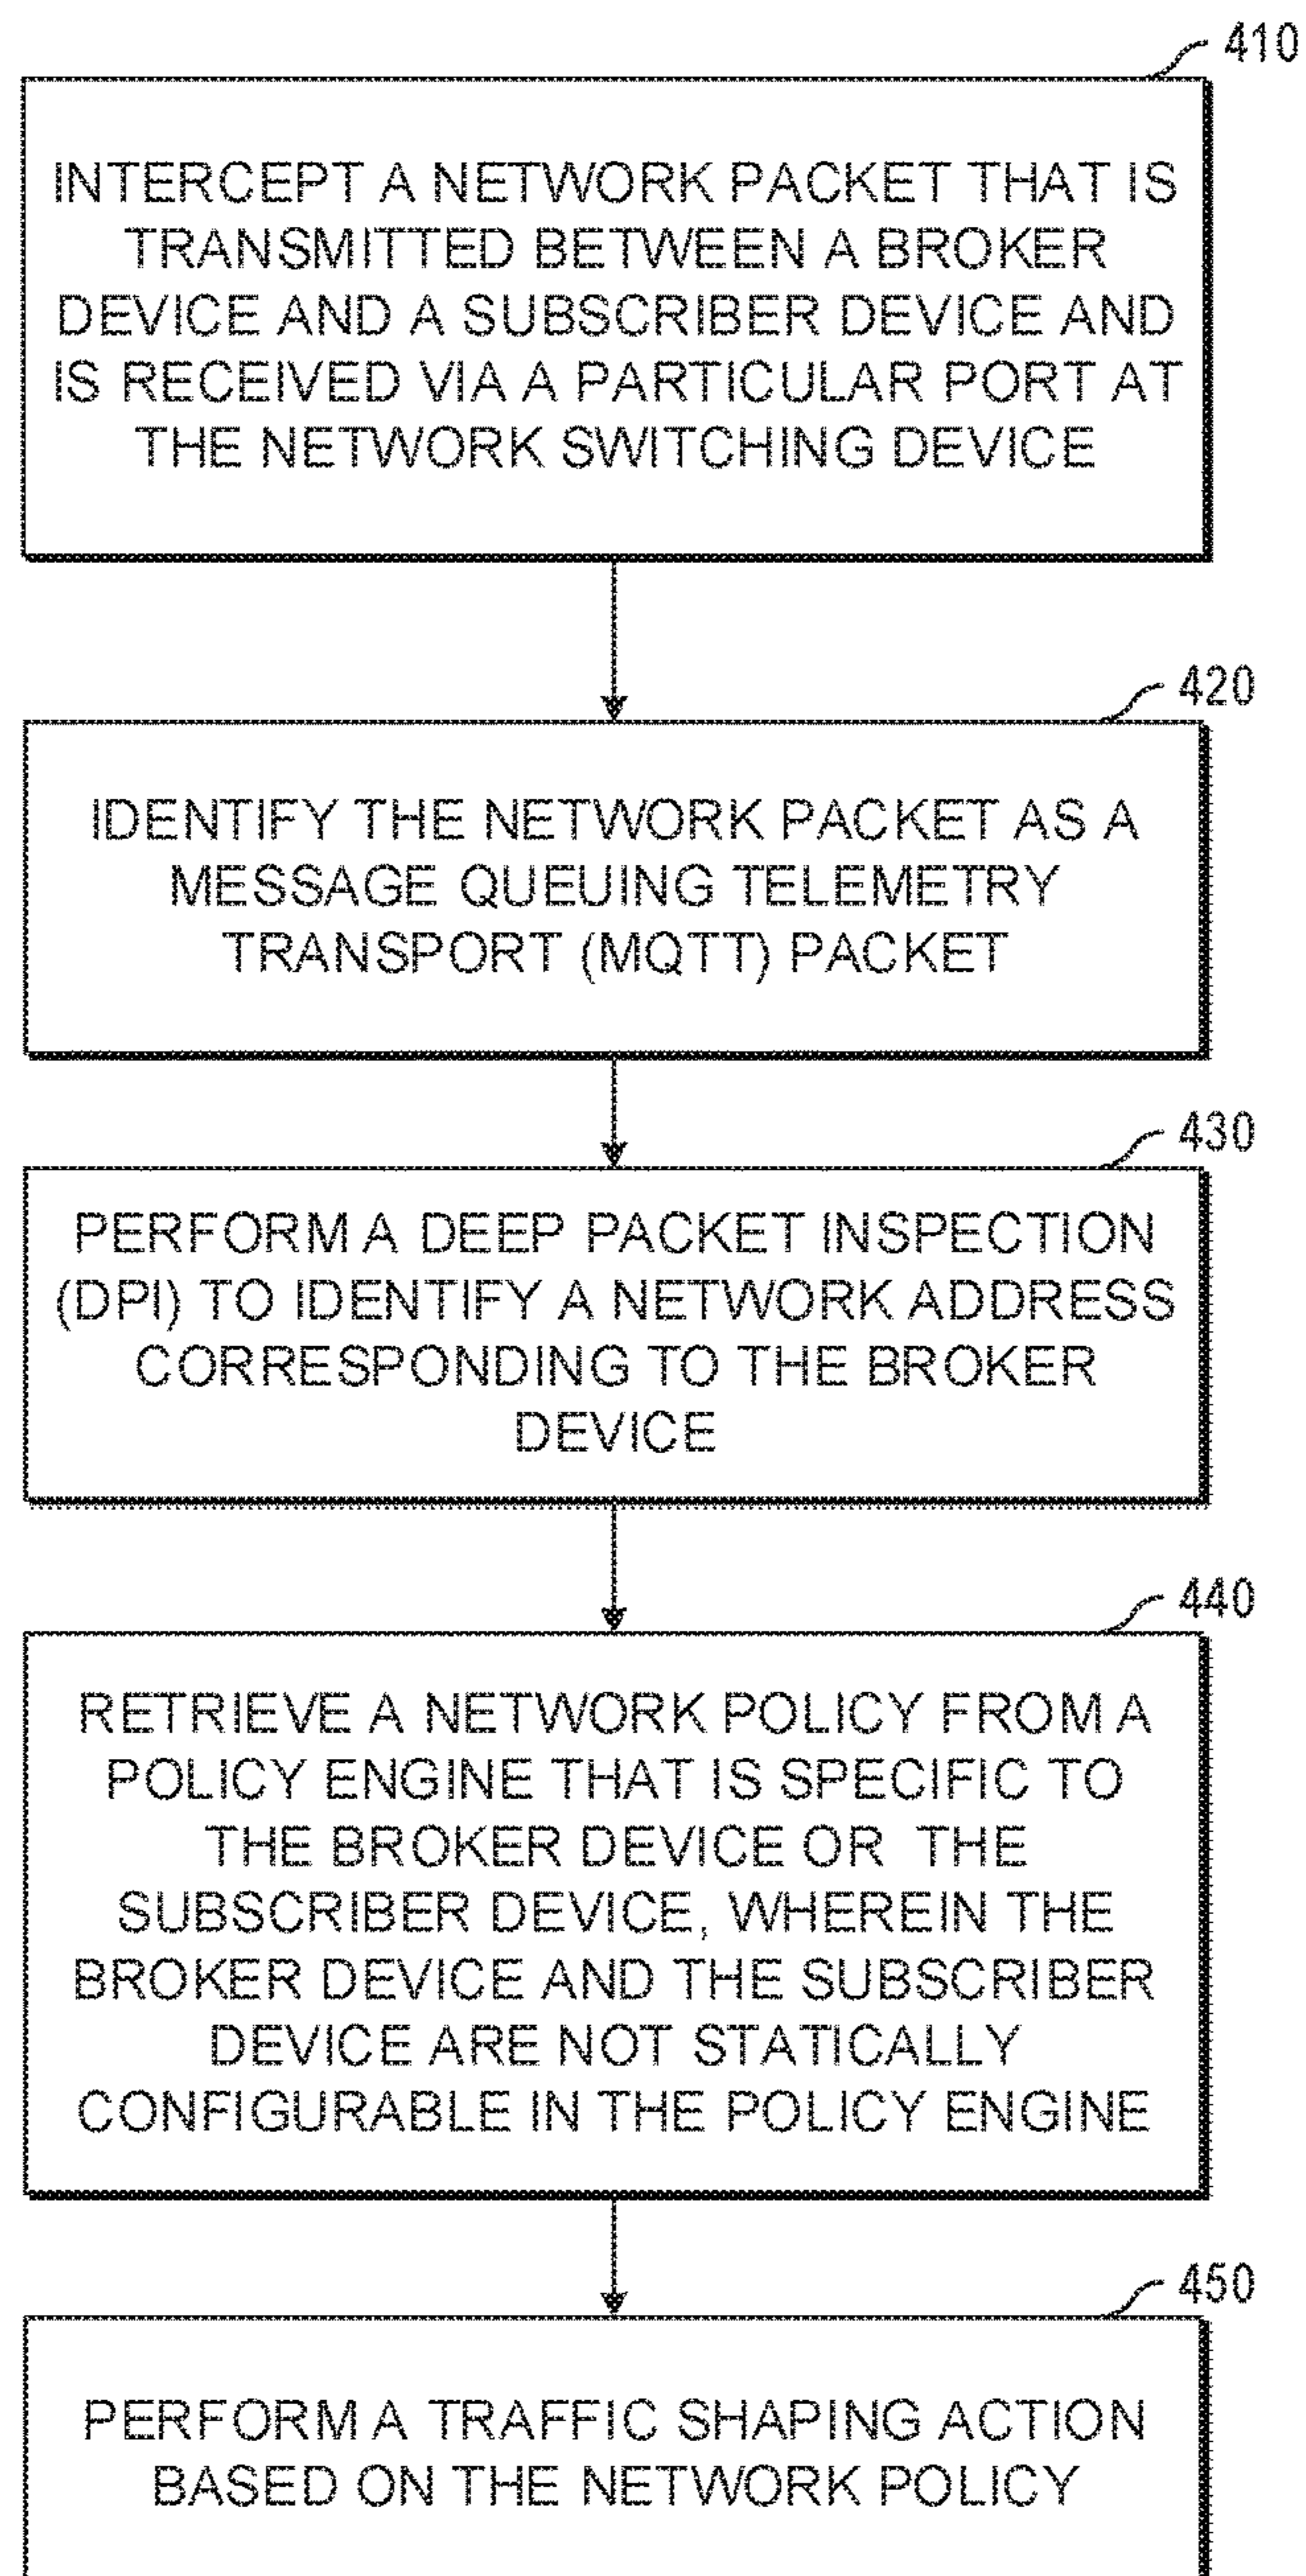 410
INTERCEPT A NETWORK PACKET THAT IS
TRANSMITTED BETWEEN A BROKER
DEVICE AND A SUBSCRIBER DEVICE AND
IS RECEIVED VIA A PARTICULAR PORT AT
THE NETWORK SWITCHING DEVICE
420
IDENTIFY THE NETWORK PACKET AS A
MESSAGE QUEUING TELEMETRY
TRANSPORT (MQTT) PACKET
430
PERFORM A DEEP PACKET INSPECTION
(DPI) TO IDENTIFY A NETWORK ADDRESS
CORRESPONDING TO THE BROKER
DEVICE
440
RETRIEVE A NETWORK POLICY FROM A
POLICY ENGINE THAT IS SPECIFIC TO
THE BROKER DEVICE OR THE
SUBSCRIBER DEVICE, WHEREIN THE
BROKER DEVICE AND THE SUBSCRIBER
DEVICE ARE NOT STATICALLY
CONFIGURABLE IN THE POLICY ENGINE
450
PERFORM A TRAFFIC SHAPING ACTION
BASED ON THE NETWORK POLICY